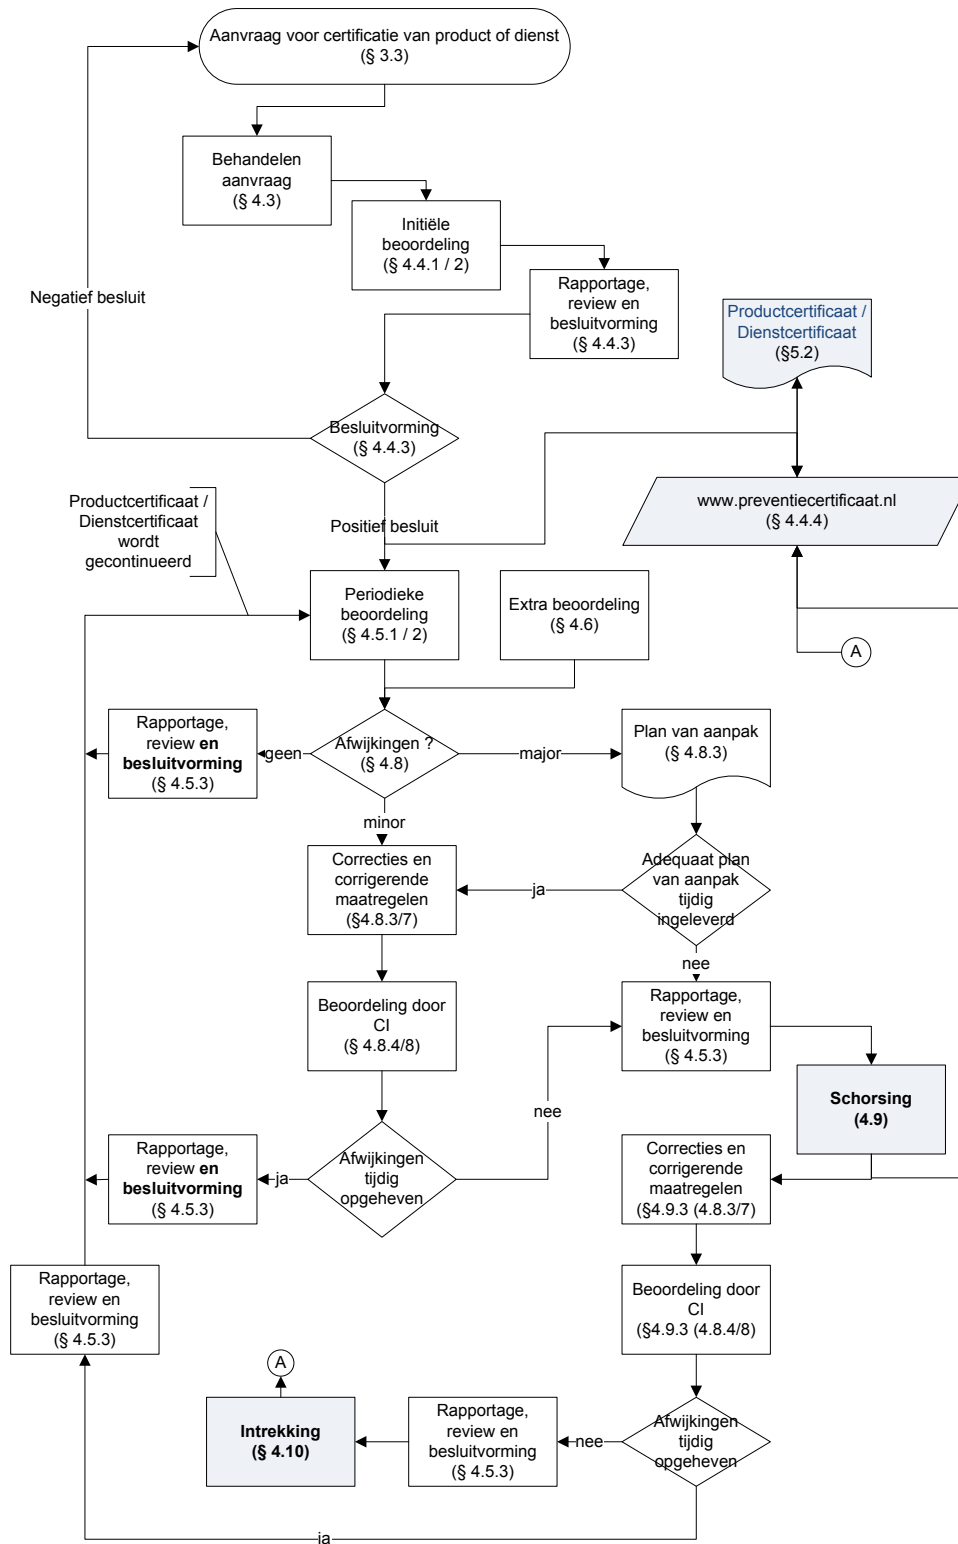 Aanvraag voor certificatie van product of dienst
(§ 3.3)
Behandelen
aanvraag
(§ 4.3)
Initiële
beoordeling
(§ 4.4.1 / 2)
Rapportage,
review en
besluitvorming
(§ 4.4.3)
Negatief besluit
Productcertificaat /
Dienstcertificaat
(§5.2)
Besluitvorming
(§ 4.4.3)
Productcertificaat /
Dienstcertificaat
wordt
gecontinueerd
Positief besluit
www.preventiecertificaat.nl
(§ 4.4.4)
Periodieke
beoordeling
(§ 4.5.1 / 2)
Extra beoordeling
(§ 4.6)
A
Rapportage,
review en
besluitvorming
(§ 4.5.3)
geen
Afwijkingen ?
(§ 4.8)
major
Plan van aanpak
(§ 4.8.3)
minor
Correcties en
corrigerende
maatregelen
(§4.8.3/7)
ja
Adequaat plan
van aanpak
tijdig
ingeleverd
nee
Beoordeling door
CI
(§ 4.8.4/8)
Rapportage,
review en
besluitvorming
(§ 4.5.3)
Schorsing
(4.9)
nee
Rapportage,
review en
besluitvorming
(§ 4.5.3)
ja
Afwijkingen
tijdig
opgeheven
Correcties en
corrigerende
maatregelen
(§4.9.3 (4.8.3/7)
Rapportage,
review en
besluitvorming
(§ 4.5.3)
Beoordeling door
CI
(§4.9.3 (4.8.4/8)
A
Intrekking
(§ 4.10)
Rapportage,
review en
besluitvorming
(§ 4.5.3)
nee
Afwijkingen
tijdig
opgeheven
ja